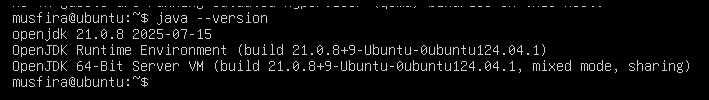 musfira@ubuntu:~$ java --version
openjdk 21.0.8 2025-07-15
OpenJDK Runtime Environment (build 21.0.8+9-Ubuntu-0ubuntu124.04.1)
OpenJDK 64-Bit Server VM (build 21.0.8+9-Ubuntu-0ubuntu124.04.1, mixed mode, sharing)
musfira@ubuntu:~$